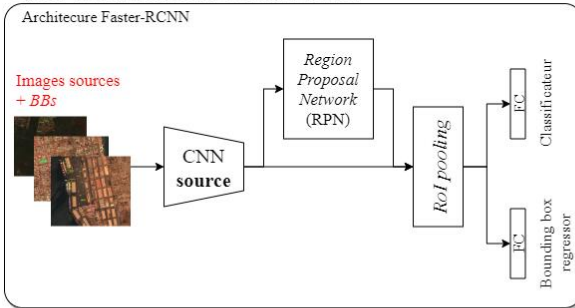 Architecure Faster-RCNN
Images sources
+ BBs
CNN
source
Region
Proposal
Network
(RPN)
RoI pooling
FC
Classificateur
FC
Bounding box
regressor